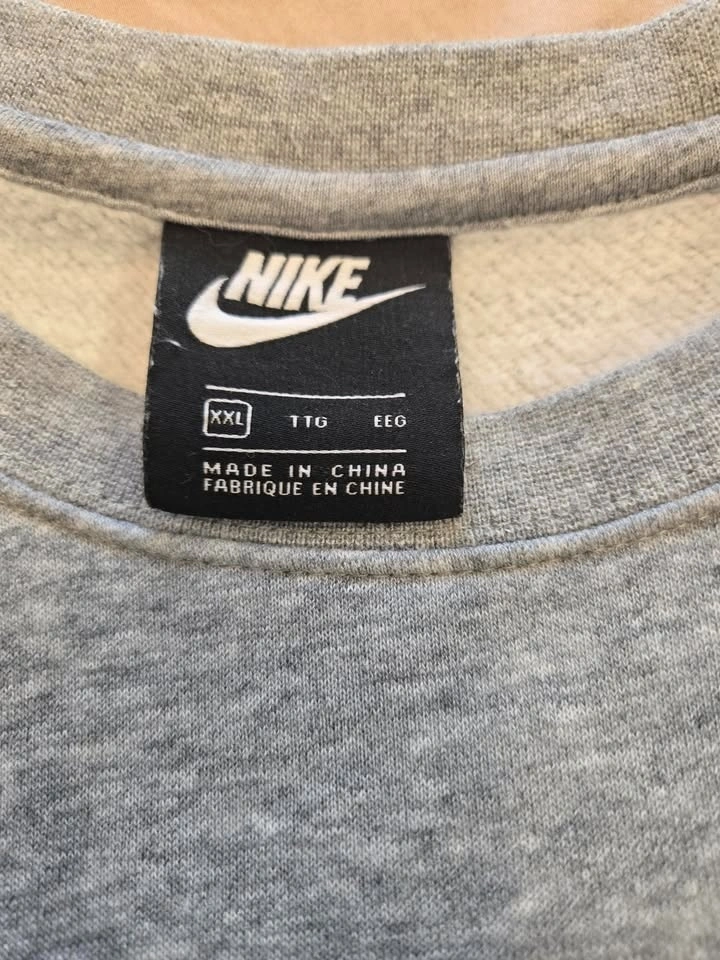 NIKE
XXL TTG EEG
MADE IN CHINA
FABRIQUE EN CHINE